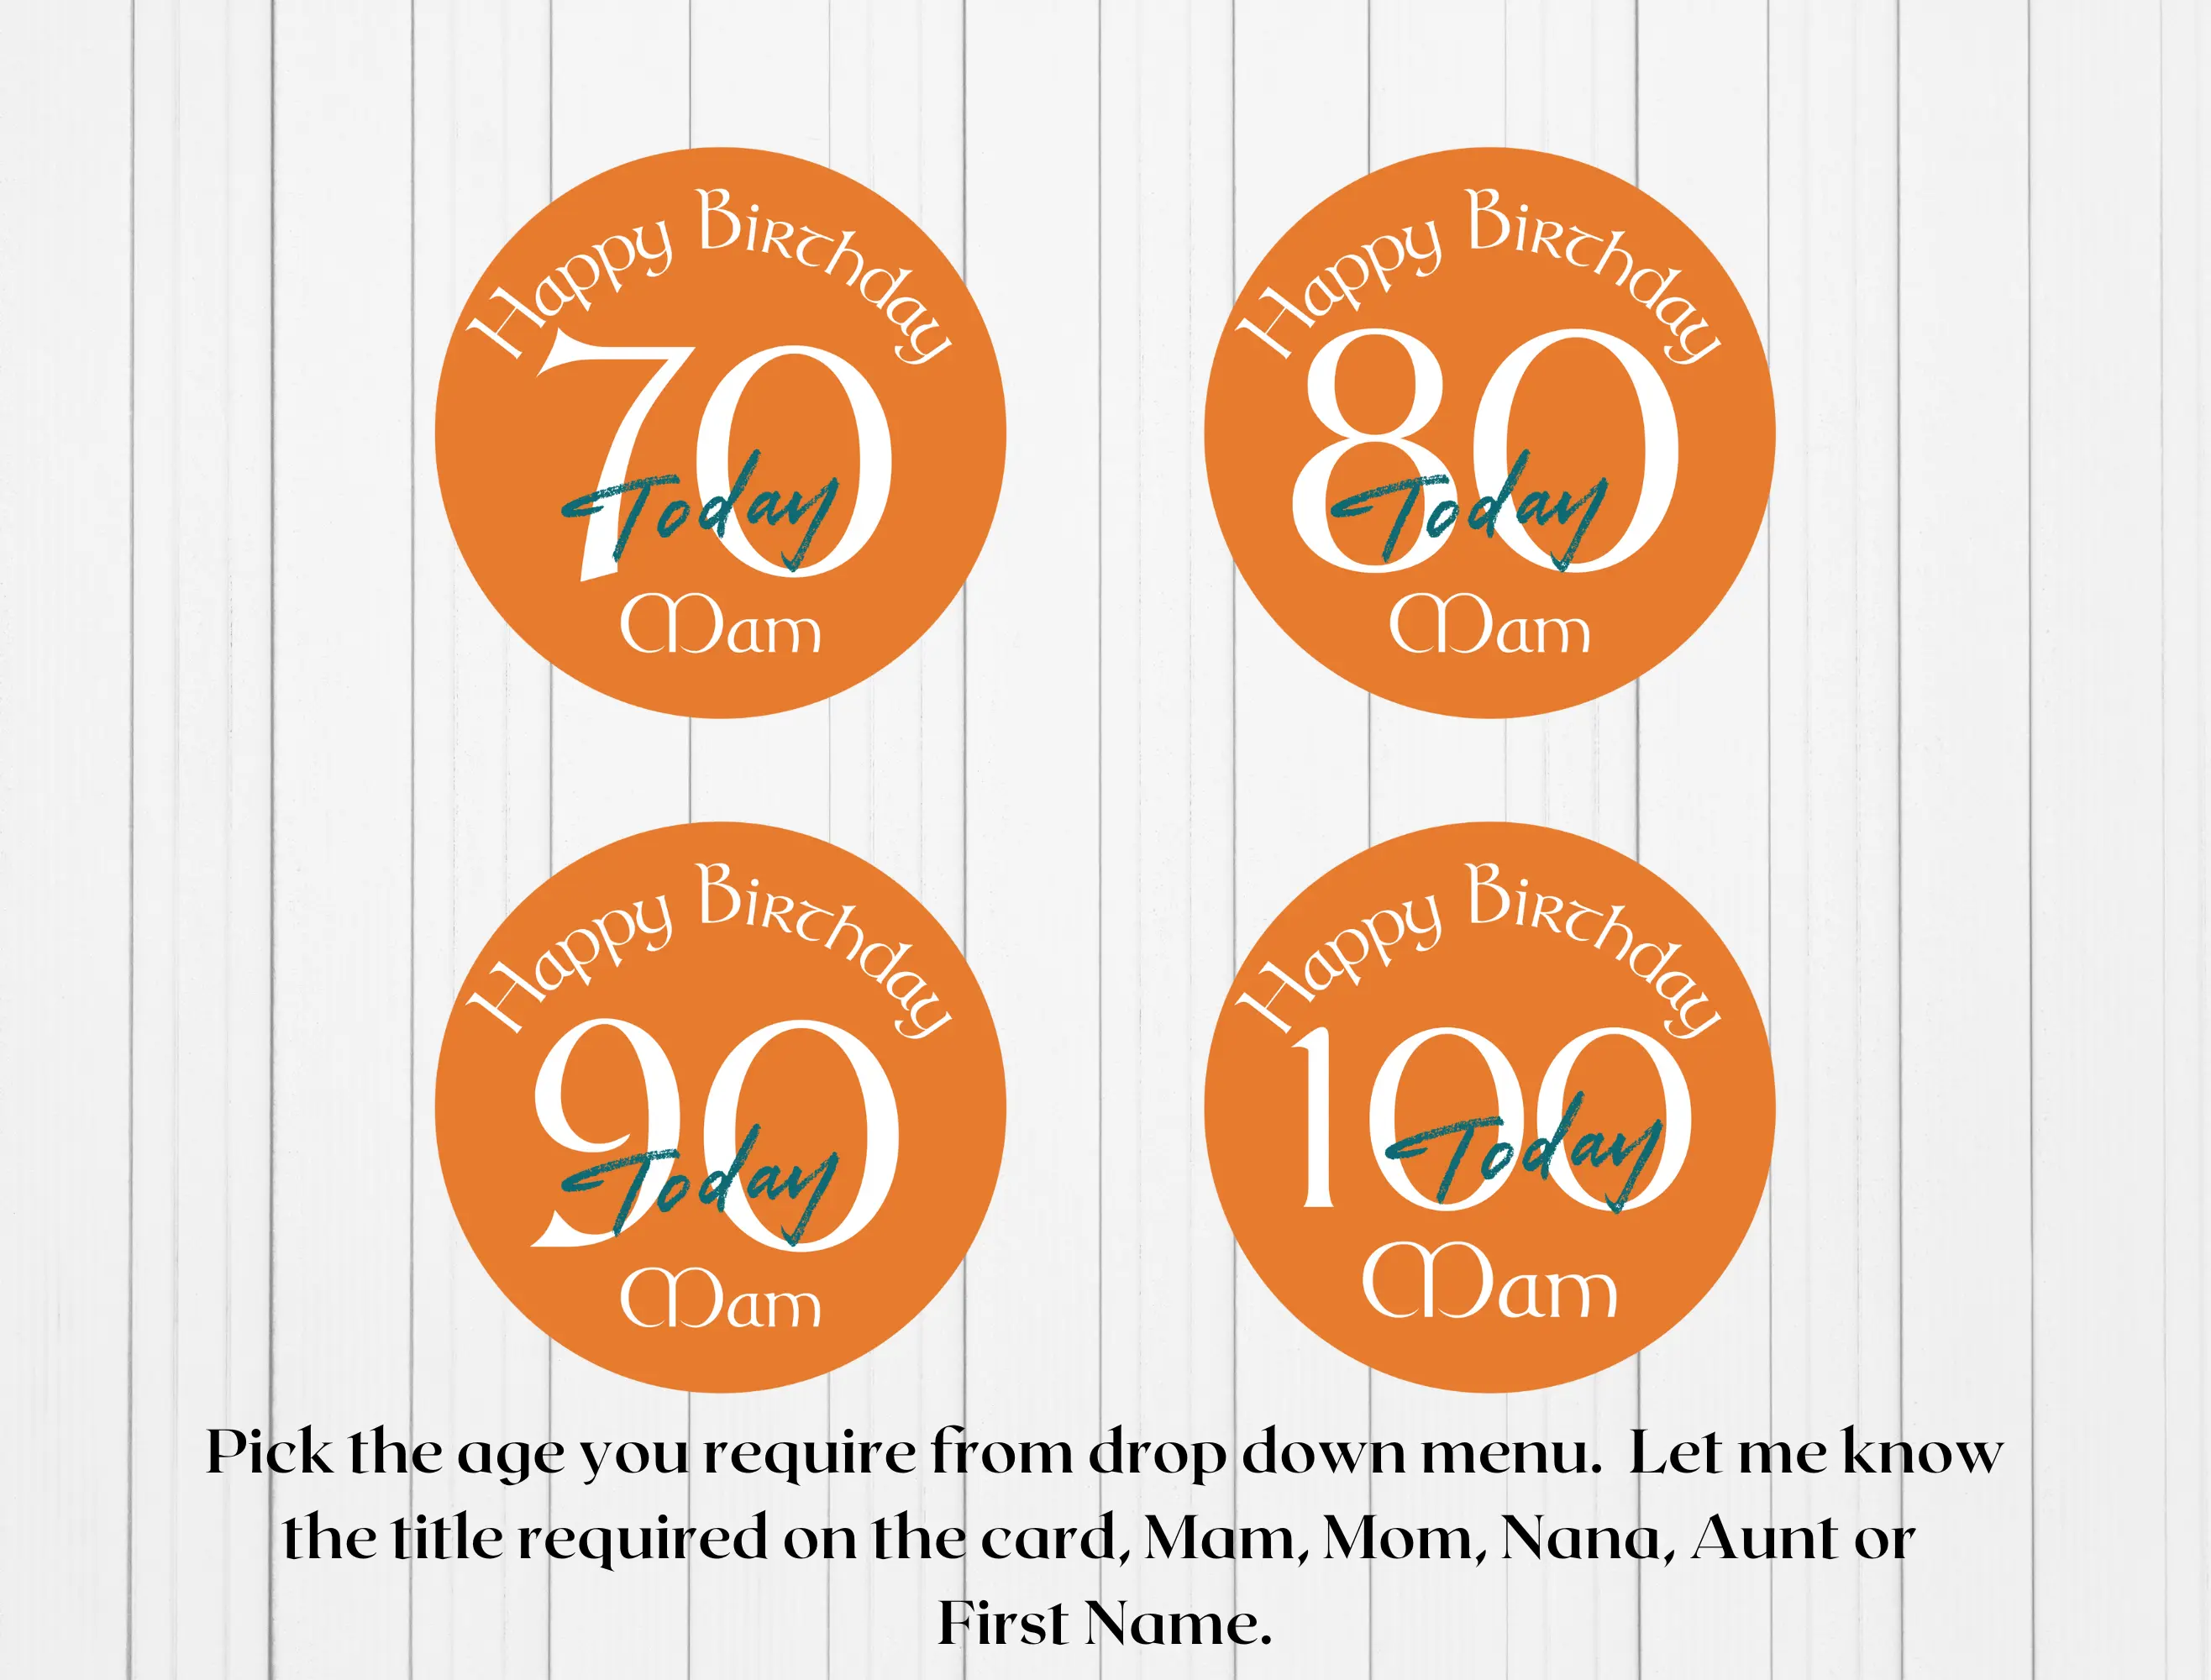 Happy Birthday
70
Today
Mam
Happy Birthday
80
Today
Mam
Happy Birthday
90
Today
Mam
Happy Birthday
100
Today
Mam
Pick the age you require from drop down menu.  Let me know
the title required on the card, Mam, Mom, Nana, Aunt or
First Name.